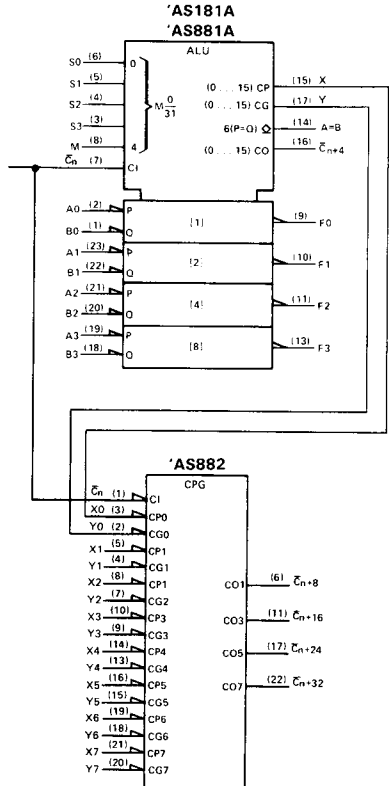 'AS181A
'AS881A
ALU
S0 (6) 0
S1 (5)
S2 (4) M 0/31
S3 (3)
M (8) 4
C̅n (7) CI
(0 ... 15) CP (15) X
(0 ... 15) CG (17) Y
6(P=Q) (14) A=B
(0 ... 15) CO (16) C̅n+4
A0 (2) P
B0 (1) Q
(1) (9) F0
A1 (23) P
B1 (22) Q
(2) (10) F1
A2 (21) P
B2 (20) Q
(4) (11) F2
A3 (19) P
B3 (18) Q
(8) (13) F3
'AS882
CPG
C̅n (1) CI
X0 (3) CP0
Y0 (2) CG0
X1 (5) CP1
Y1 (4) CG1
X2 (8) CP1
Y2 (7) CG2
X3 (10) CP3
Y3 (9) CG3
X4 (14) CP4
Y4 (13) CG4
X5 (16) CP5
Y5 (15) CG5
X6 (19) CP6
Y6 (18) CG6
X7 (21) CP7
Y7 (20) CG7
CO1 (6) C̅n+8
CO3 (11) C̅n+16
CO5 (17) C̅n+24
CO7 (22) C̅n+32